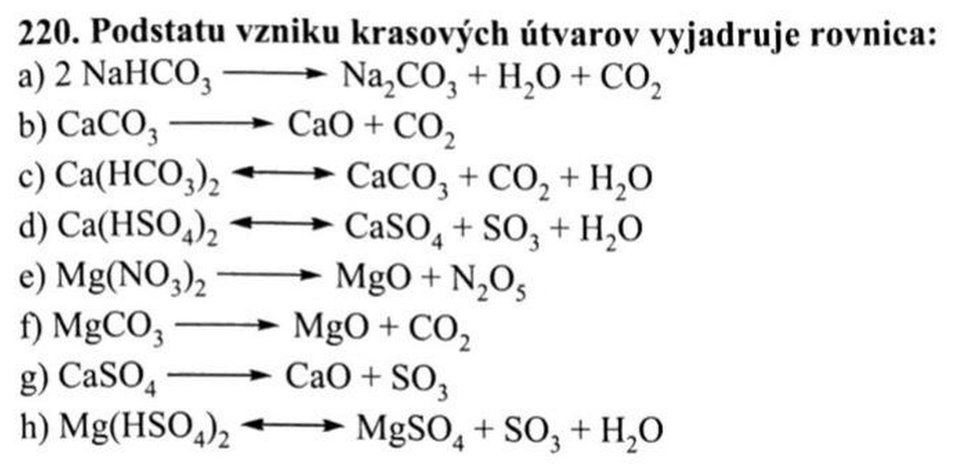 220. Podstatu vzniku krasových útvarov vyjadruje rovnica:
a) 2 NaHCO₃ ⟶ Na₂CO₃ + H₂O + CO₂
b) CaCO₃ ⟶ CaO + CO₂
c) Ca(HCO₃)₂ ⟷ CaCO₃ + CO₂ + H₂O
d) Ca(HSO₄)₂ ⟷ CaSO₄ + SO₃ + H₂O
e) Mg(NO₃)₂ ⟶ MgO + N₂O₅
f) MgCO₃ ⟶ MgO + CO₂
g) CaSO₄ ⟶ CaO + SO₃
h) Mg(HSO₄)₂ ⟷ MgSO₄ + SO₃ + H₂O